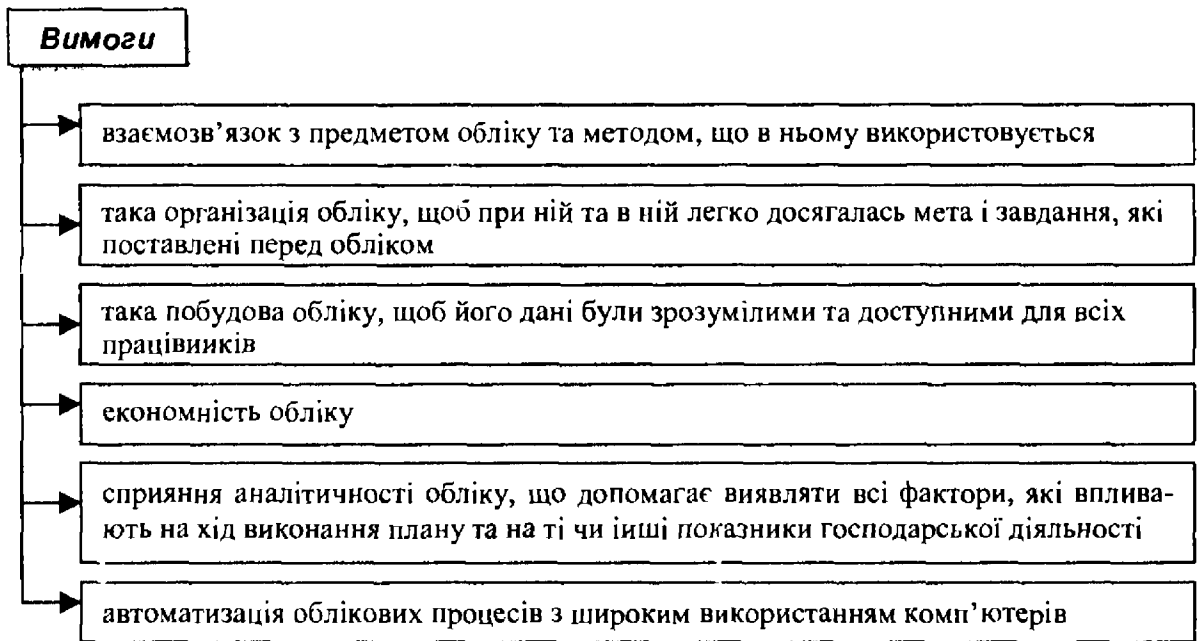 Вимоги
взаємозв’язок з предметом обліку та методом, що в ньому використовується
така організація обліку, щоб при ній та в ній легко досягалась мета і завдання, які
поставлені перед обліком
така побудова обліку, щоб його дані були зрозумілими та доступними для всіх
працівииків
економність обліку
сприяння аналітичності обліку, що допомагає виявляти всі фактори, які вплива-
ють на хід виконання плану та на ті чи іиші показники господарської діяльності
автоматизація облікових процесів з широким використанням комп’ютерів